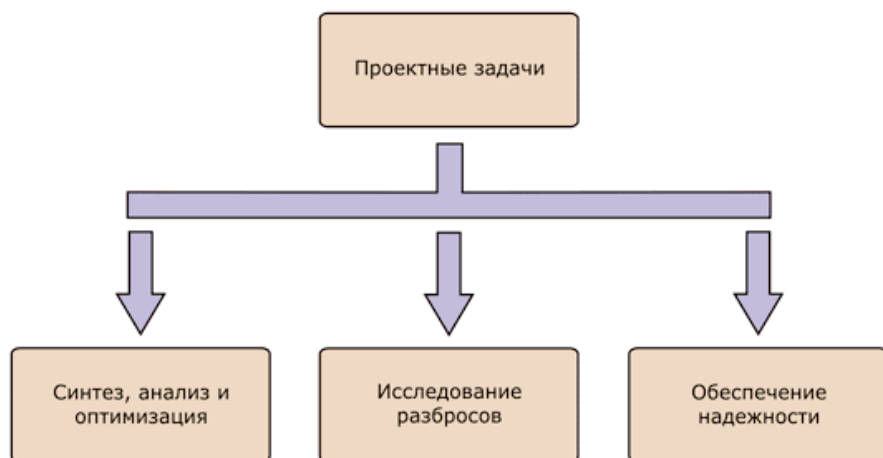 Проектные задачи
Синтез, анализ и
оптимизация
Исследование
разбросов
Обеспечение
надежности